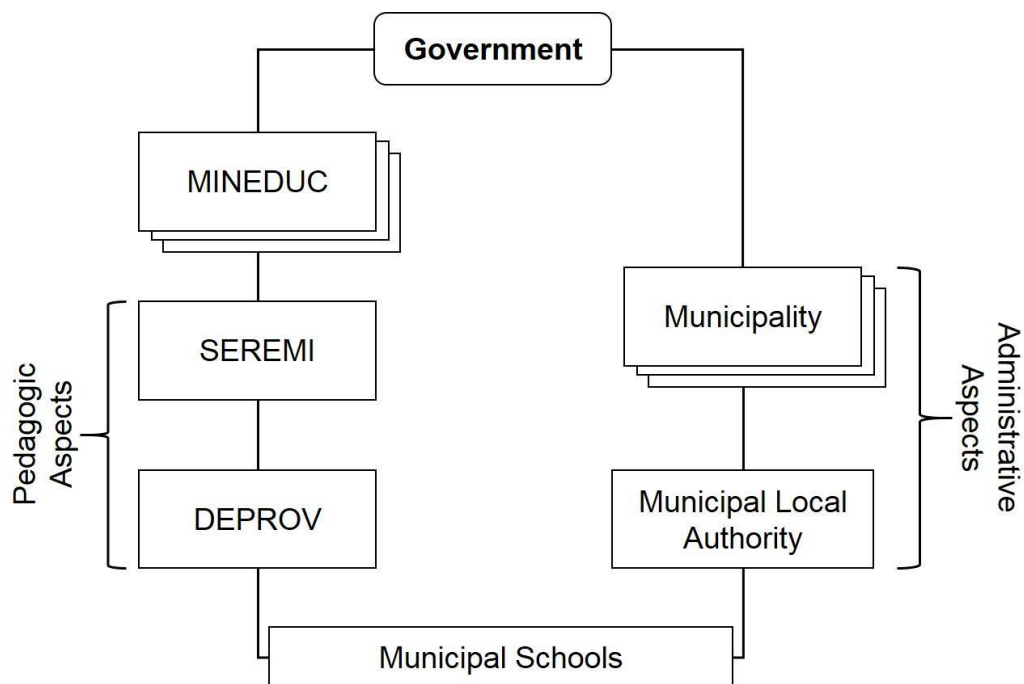 Government
MINEDUC
Municipality
SEREMI
Pedagogic
Aspects
Administrative
Aspects
DEPROV
Municipal Local
Authority
Municipal Schools